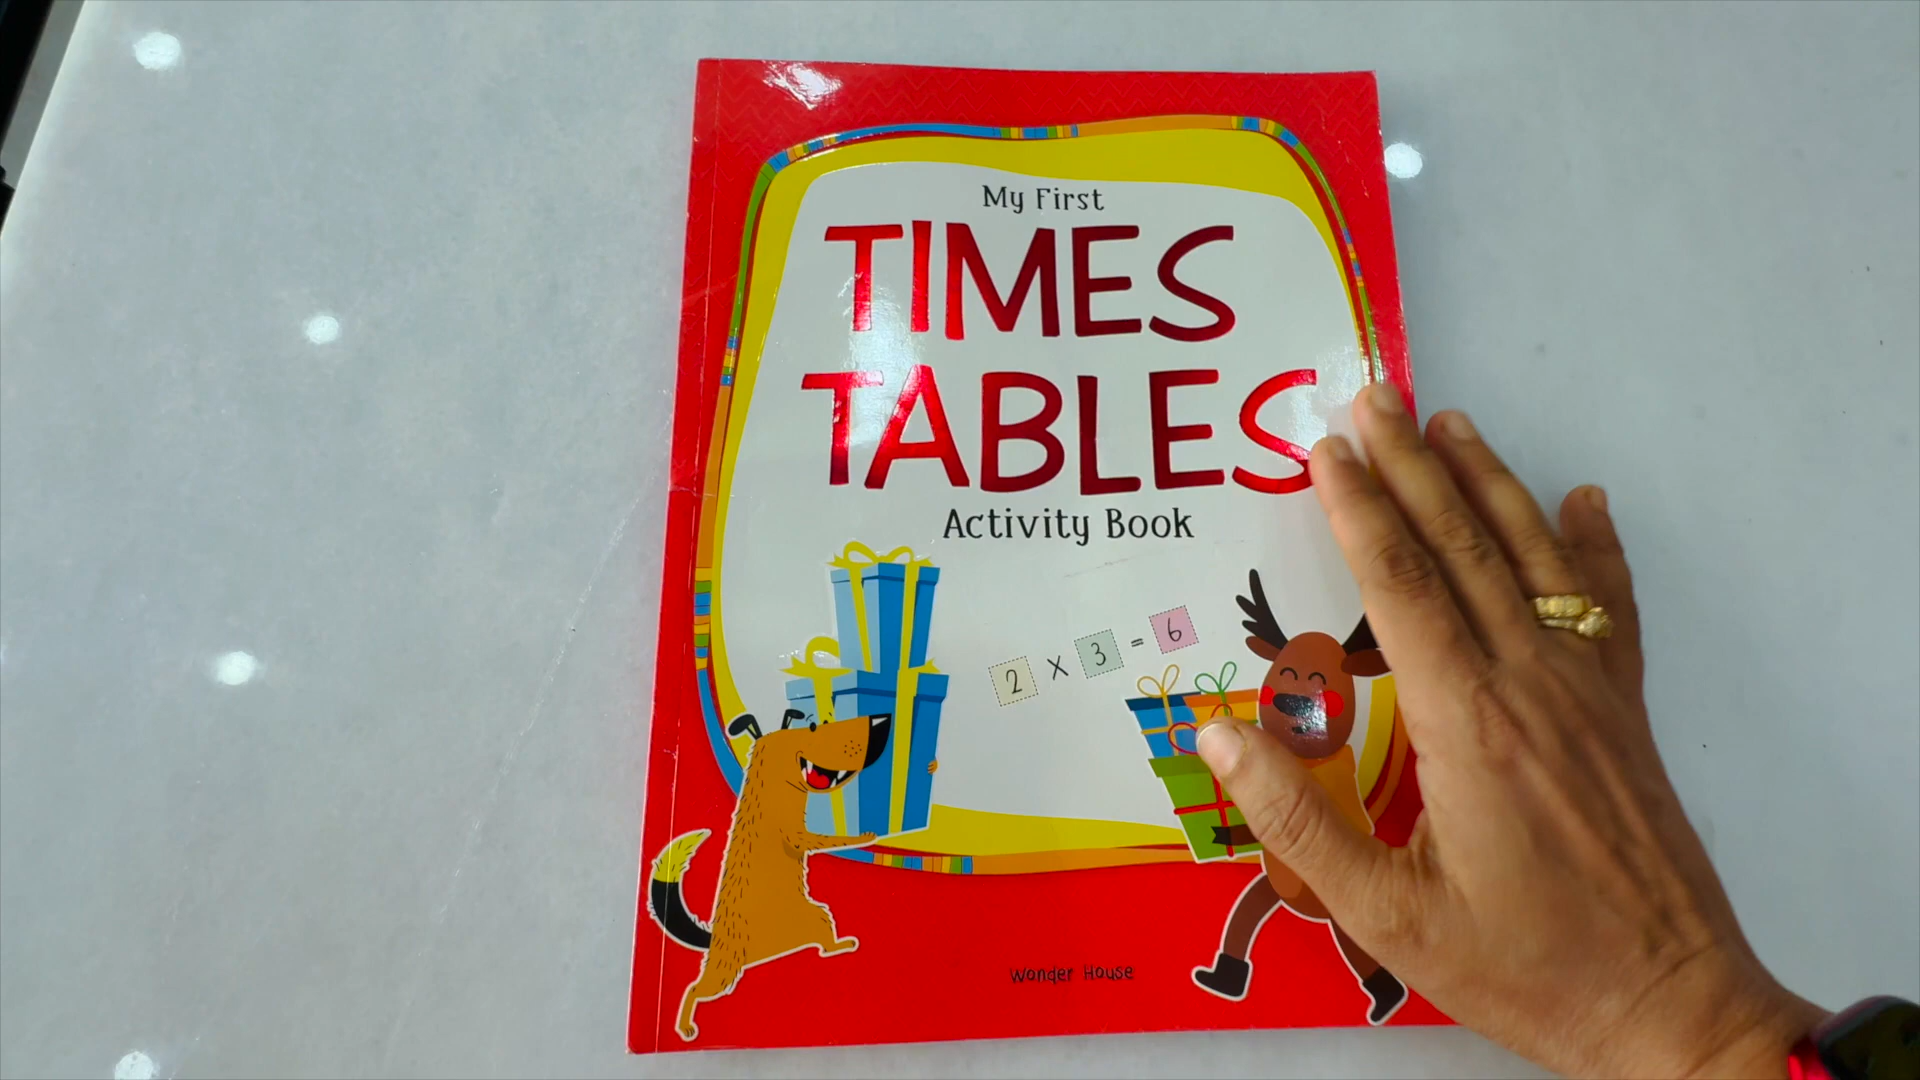 My First
TIMES
TABLES
Activity Book
2 X 3 = 6
Wonder House